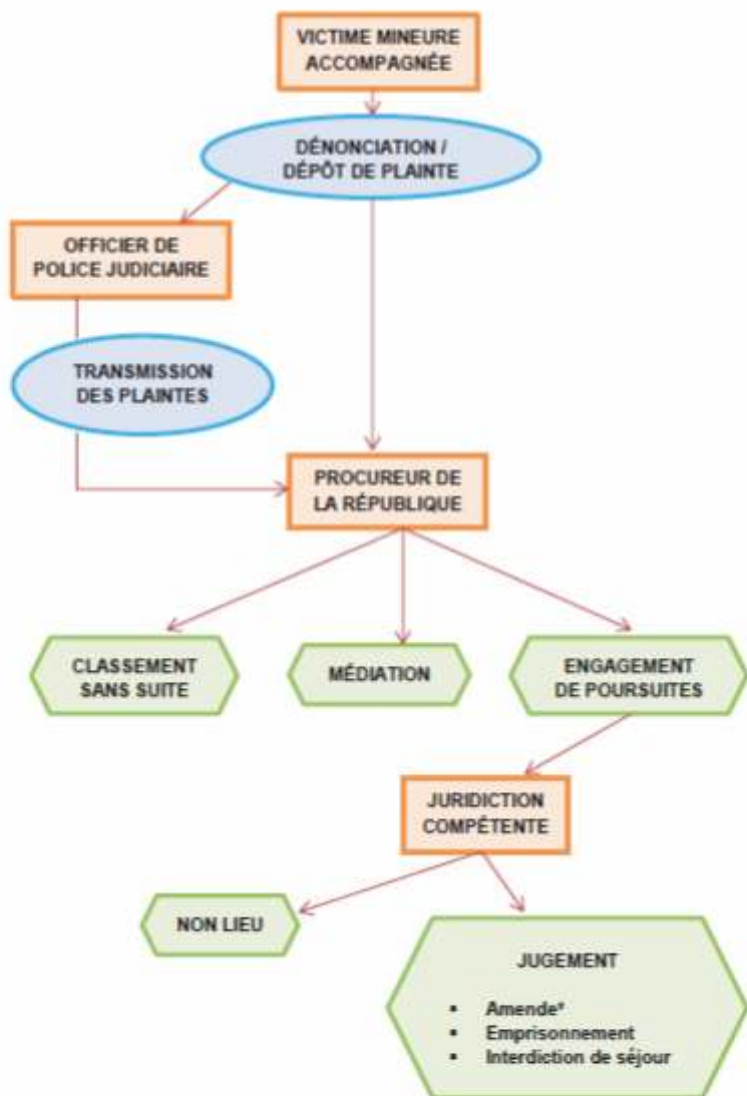 VICTIME MINEURE
ACCOMPAGNÉE
DÉNONCIATION /
DÉPÔT DE PLAINTE
OFFICIER DE
POLICE JUDICIAIRE
TRANSMISSION
DES PLAINTES
PROCUREUR DE
LA RÉPUBLIQUE
CLASSEMENT
SANS SUITE
MÉDIATION
ENGAGEMENT
DE POURSUITES
JURIDICTION
COMPÉTENTE
NON LIEU
JUGEMENT
▪ Amende*
▪ Emprisonnement
▪ Interdiction de séjour